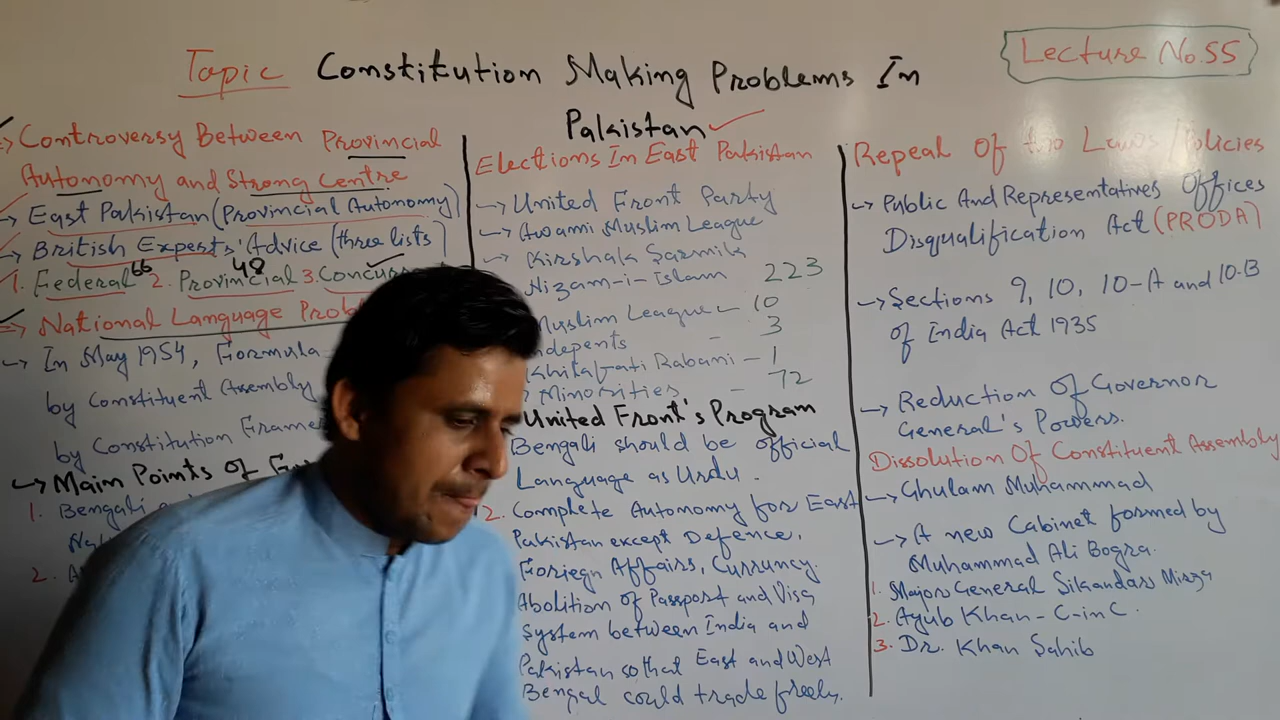 Topic Constitution Making Problems In
Pakistan
Lecture No.55
=> Controversy Between Provincial
Autonomy and Strong Centre
→ East Pakistan (Provincial Autonomy)
→ British Experts' Advice (three lists)
1. Federal 66 2. Provincial 48 3. Concurr
=> National Language Prob
→ In May 1954, Formula
by Constituent Assembly
by Constitution Frame
→ Main Points of
1. Bengali
2.
Elections In East Pakistan
→ United Front Party
→ Awami Muslim League
→ Kirshak Sarmik
Nizam-i-Islam 223
Muslim League - 10
ndepents - 3
Khilafati Rabani - 1
Minorities - 72
United Front's Program
Bengali should be official
Language as Urdu.
2. Complete Autonomy for East
Pakistan except Defence,
Foriegn Affairs, Curruncy.
Abolition of Passport and Visa
System between India and
Pakistan so that East and West
Bengal could trade freely.
Repeal Of two Laws/Policies
→ Public And Representatives Offices
Disqualification Act (PRODA)
→ Sections 9, 10, 10-A and 10.B
of India Act 1935
→ Reduction Of Governor
General's Powers.
Dissolution Of Constituent Assembly
→ Ghulam Muhammad
→ A new Cabinet formed by
Muhammad Ali Bogra.
1. Major General Sikandar Mirza
2. Ayub Khan - C-in C.
3. Dr. Khan Sahib